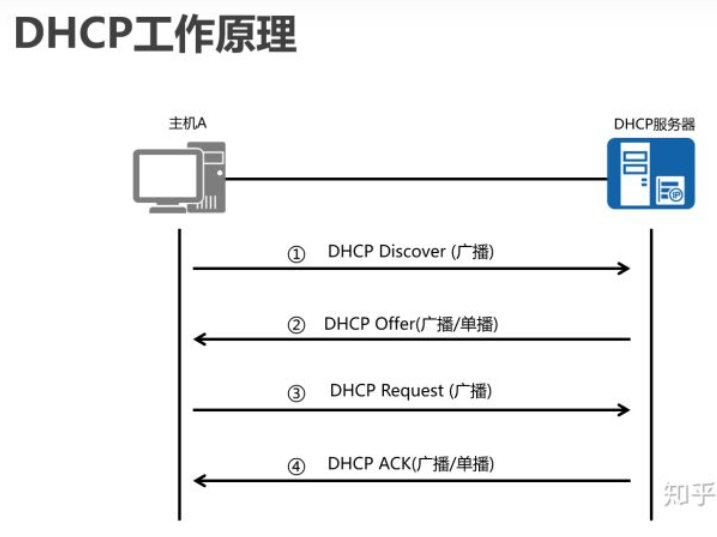 DHCP工作原理
主机A
DHCP服务器
① DHCP Discover (广播)
② DHCP Offer(广播/单播)
③ DHCP Request (广播)
④ DHCP ACK(广播/单播)
IP
知乎